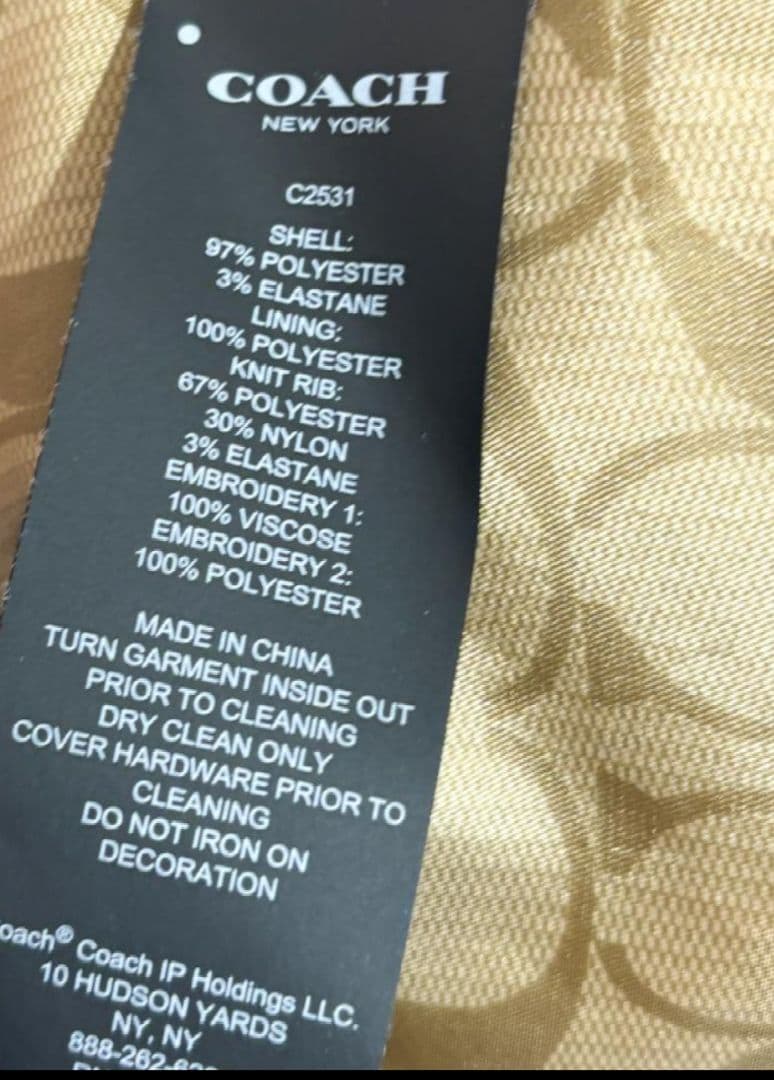 COACH
NEW YORK
C2531
SHELL:
97% POLYESTER
3% ELASTANE
LINING:
100% POLYESTER
KNIT RIB:
67% POLYESTER
30% NYLON
3% ELASTANE
EMBROIDERY 1:
100% VISCOSE
EMBROIDERY 2:
100% POLYESTER
MADE IN CHINA
TURN GARMENT INSIDE OUT
PRIOR TO CLEANING
DRY CLEAN ONLY
COVER HARDWARE PRIOR TO
CLEANING
DO NOT IRON ON
DECORATION
oach® Coach IP Holdings LLC.
10 HUDSON YARDS
NY, NY
888-262-